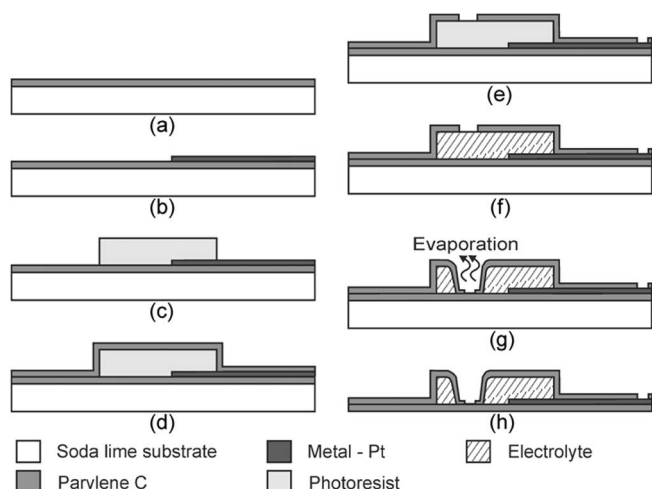 (a)
(b)
(c)
(d)
(e)
(f)
Evaporation
(g)
(h)
Soda lime substrate
Metal - Pt
Electrolyte
Parylene C
Photoresist